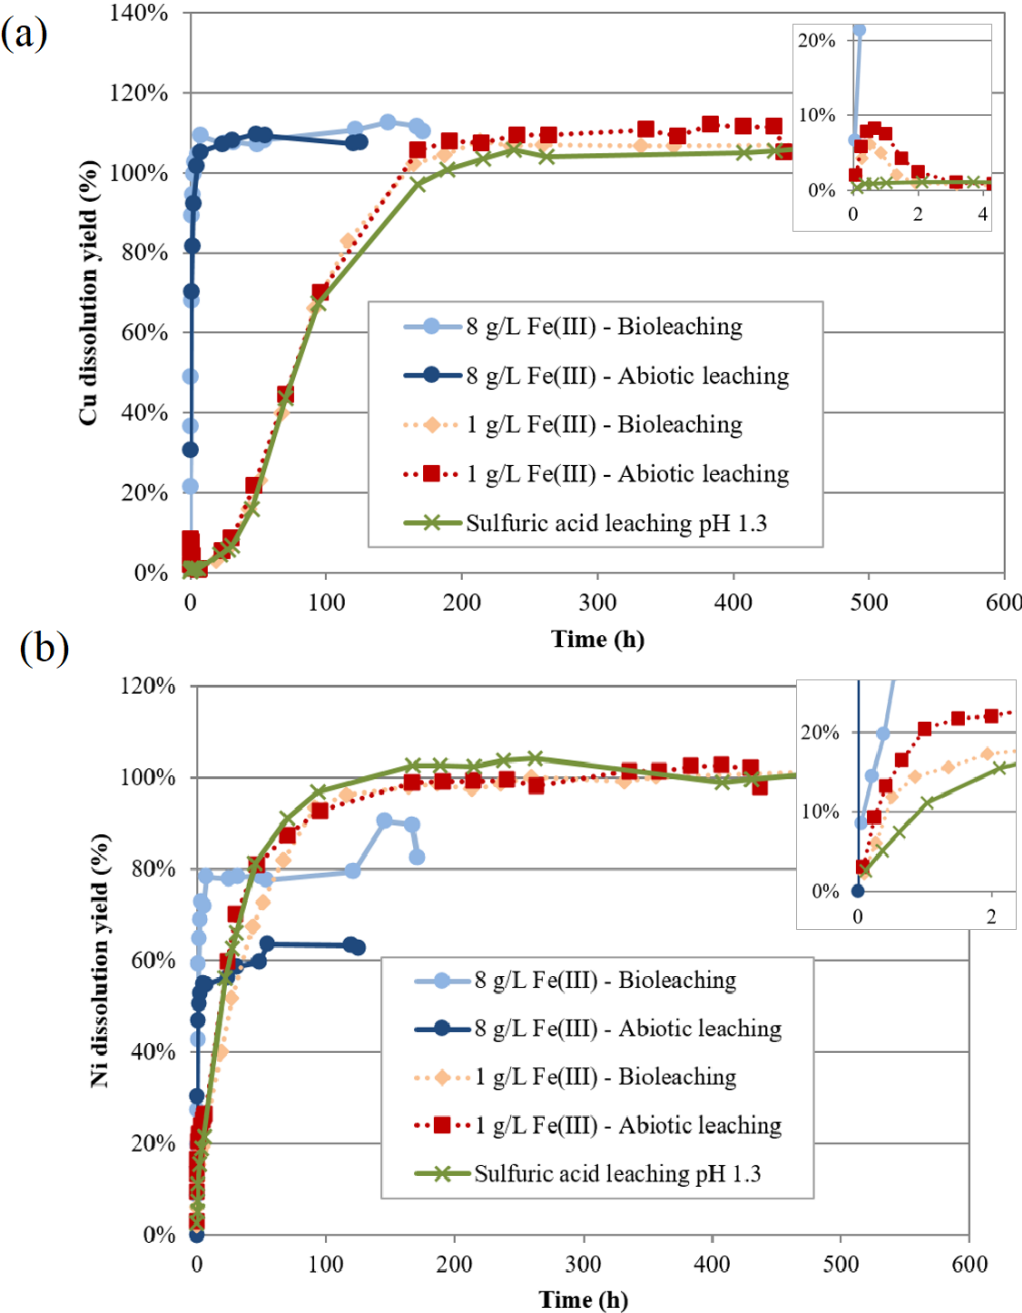 (a)
140%
120%
100%
80%
60%
40%
20%
0%
Cu dissolution yield (%)
0 100 200 300 400 500 600
Time (h)
20%
10%
0%
0 2 4
8 g/L Fe(III) - Bioleaching
8 g/L Fe(III) - Abiotic leaching
1 g/L Fe(III) - Bioleaching
1 g/L Fe(III) - Abiotic leaching
Sulfuric acid leaching pH 1.3
(b)
120%
100%
80%
60%
40%
20%
0%
Ni dissolution yield (%)
0 100 200 300 400 500 600
Time (h)
20%
10%
0%
0 2
8 g/L Fe(III) - Bioleaching
8 g/L Fe(III) - Abiotic leaching
1 g/L Fe(III) - Bioleaching
1 g/L Fe(III) - Abiotic leaching
Sulfuric acid leaching pH 1.3